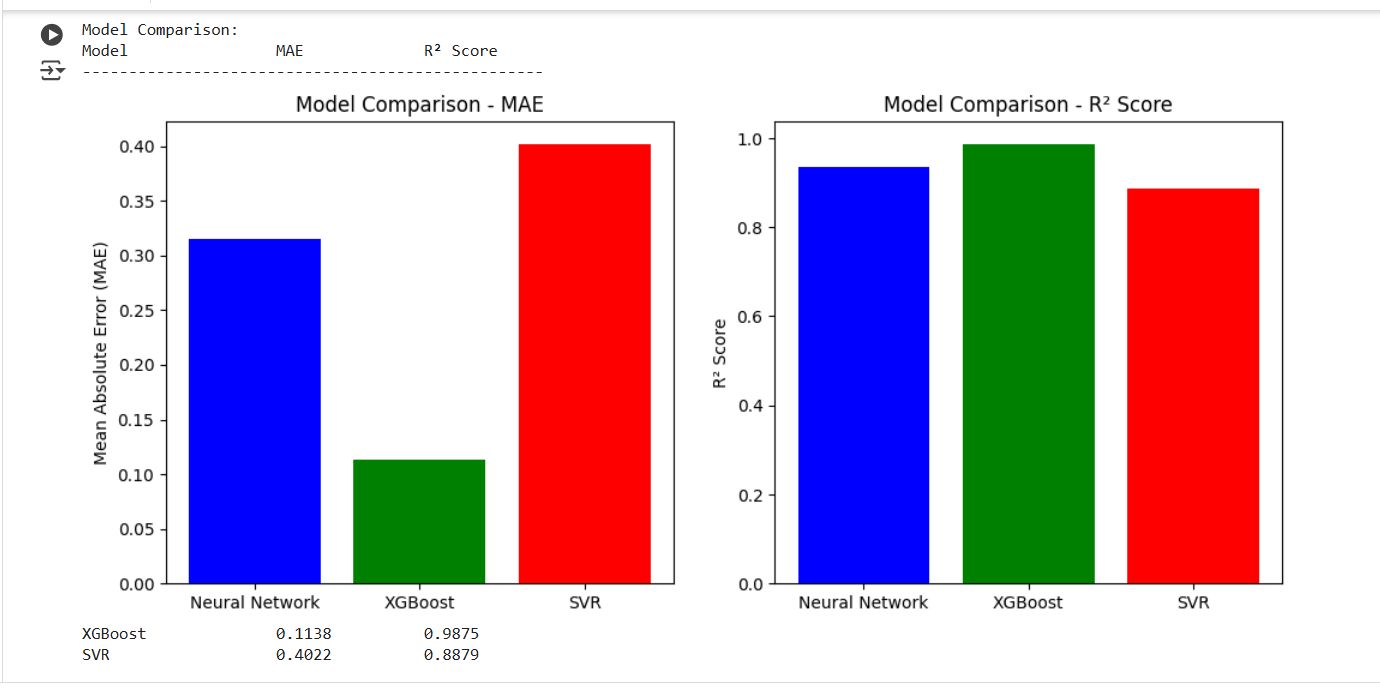 Model Comparison:
Model MAE R² Score
--------------------------------------------------
Model Comparison - MAE
Mean Absolute Error (MAE)
0.40
0.35
0.30
0.25
0.20
0.15
0.10
0.05
0.00
Neural Network XGBoost SVR
Model Comparison - R² Score
R² Score
1.0
0.8
0.6
0.4
0.2
0.0
Neural Network XGBoost SVR
XGBoost 0.1138 0.9875
SVR 0.4022 0.8879